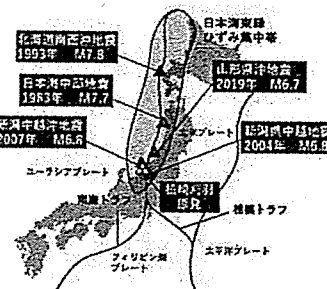 日本海東縁
ひずみ集中帯
北海道南西沖地震
1993年 M7.8
山形県沖地震
2019年 M6.7
日本海中部地震
1983年 M7.7
新潟県中越地震
2004年 M6.8
新潟中越沖地震
2007年 M6.8
プレート
ユーラシアプレート
柏崎刈羽
原発
南海トラフ
相模トラフ
フィリピン海
プレート
太平洋プレート